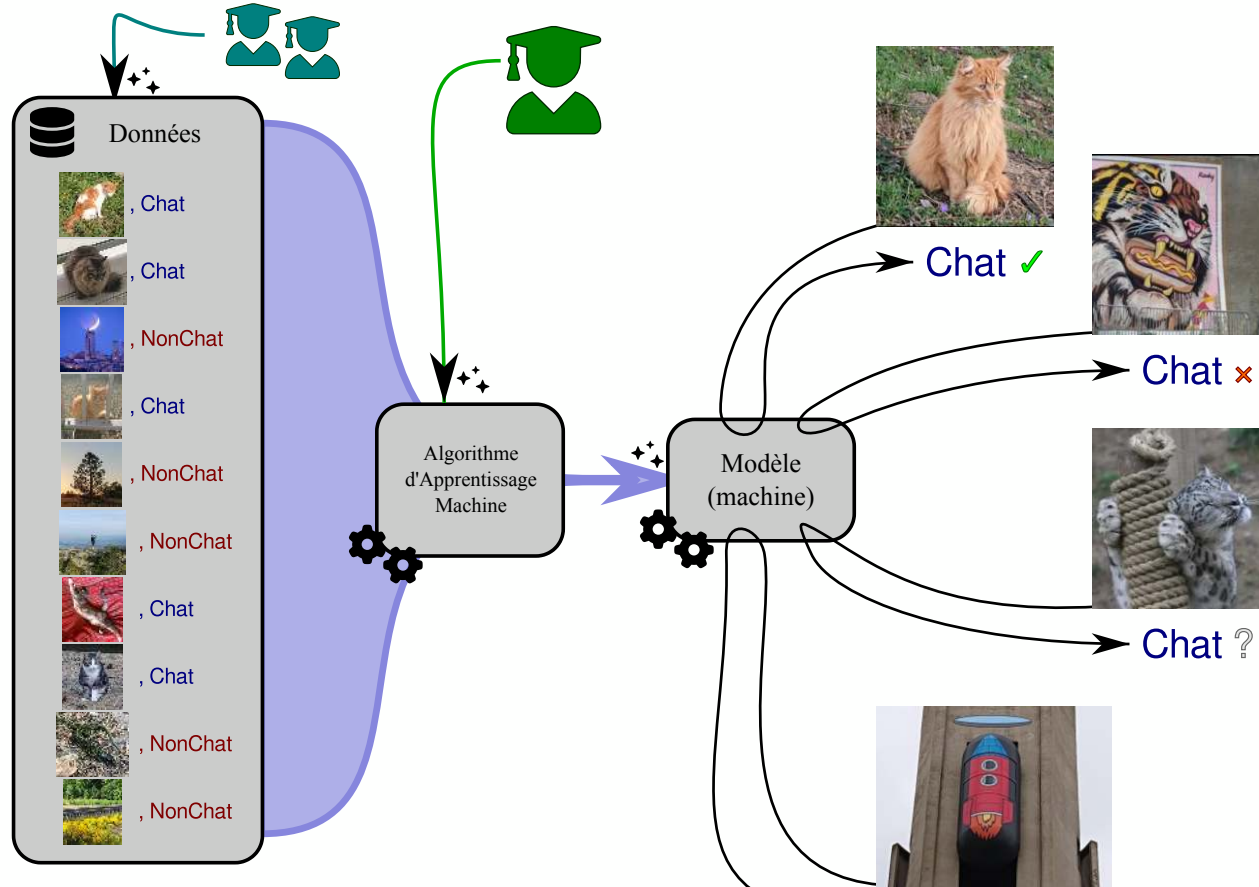 Données
, Chat
, Chat
, NonChat
, Chat
, NonChat
, NonChat
, Chat
, Chat
, NonChat
, NonChat
Algorithme
d'Apprentissage
Machine
Modèle
(machine)
Chat ✓
Chat ×
Chat ?